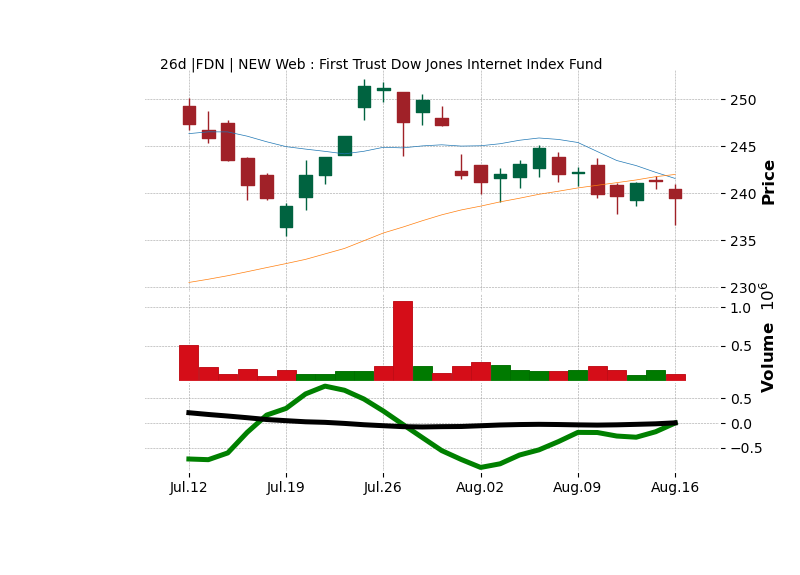 26d |FDN | NEW Web : First Trust Dow Jones Internet Index Fund
250
245
240
235
230
Price
10^6
1.0
0.5
Volume
0.5
0.0
−0.5
Jul.12 Jul.19 Jul.26 Aug.02 Aug.09 Aug.16